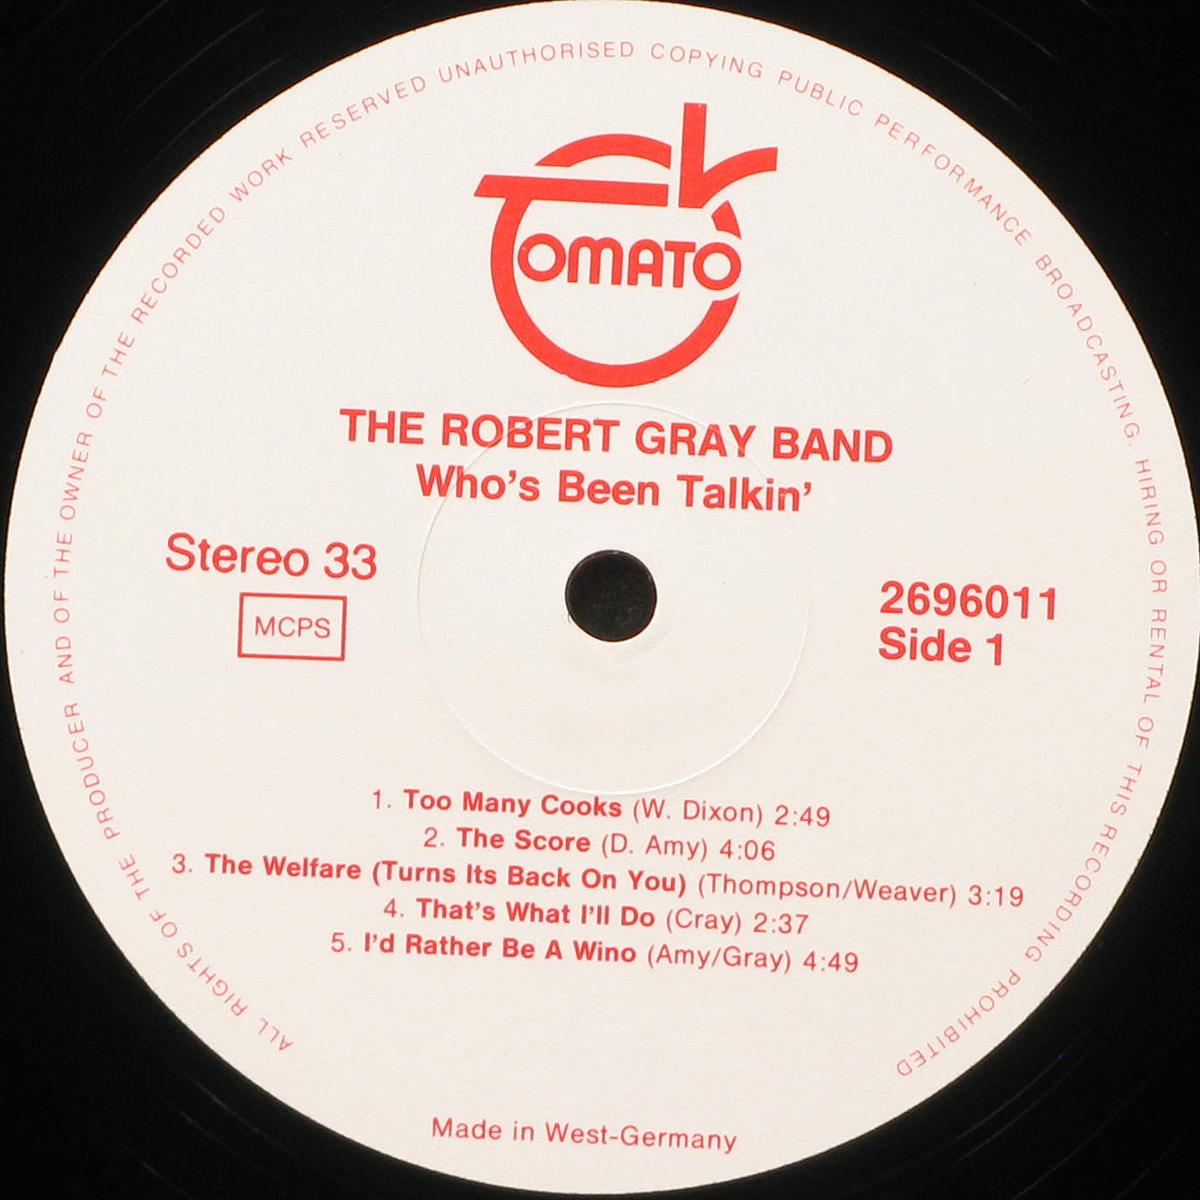 ALL RIGHTS OF THE PRODUCER AND OF THE OWNER OF THE RECORDED WORK RESERVED UNAUTHORISED COPYING PUBLIC PERFORMANCE BROADCASTING. HIRING OR RENTAL OF THIS RECORDING PROHIBITED
TOMATO
THE ROBERT GRAY BAND
Who's Been Talkin'
Stereo 33
MCPS
2696011
Side 1
1. Too Many Cooks (W. Dixon) 2:49
2. The Score (D. Amy) 4:06
3. The Welfare (Turns Its Back On You) (Thompson/Weaver) 3:19
4. That's What I'll Do (Cray) 2:37
5. I'd Rather Be A Wino (Amy/Gray) 4:49
Made in West-Germany